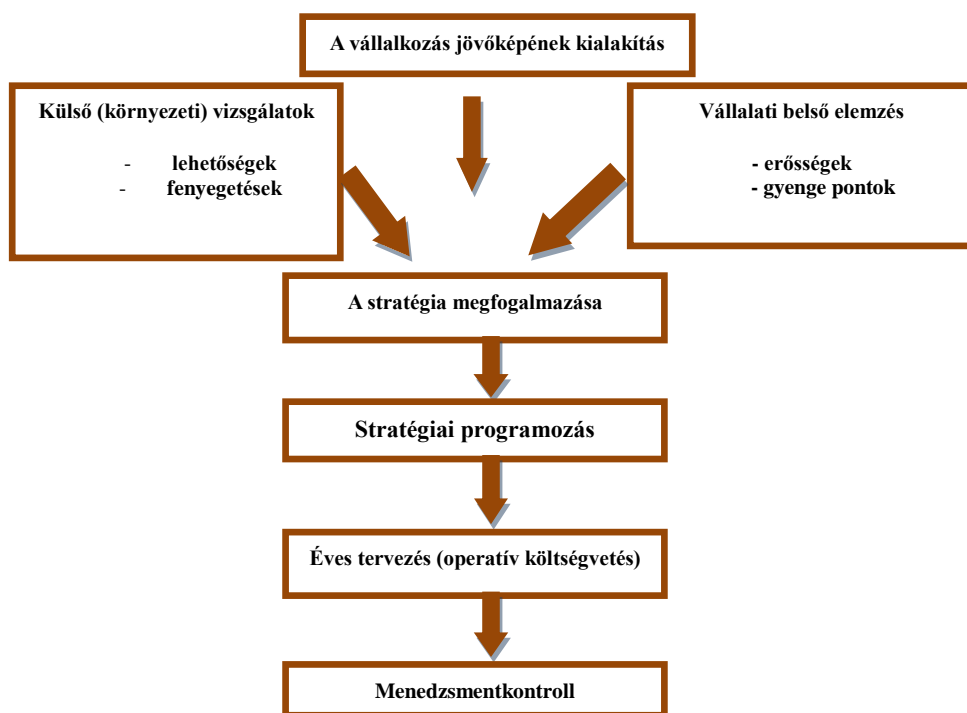 A vállalkozás jövőképének kialakítás
Külső (környezeti) vizsgálatok
- lehetőségek
- fenyegetések
Vállalati belső elemzés
- erősségek
- gyenge pontok
A stratégia megfogalmazása
Stratégiai programozás
Éves tervezés (operatív költségvetés)
Menedzsmentkontroll